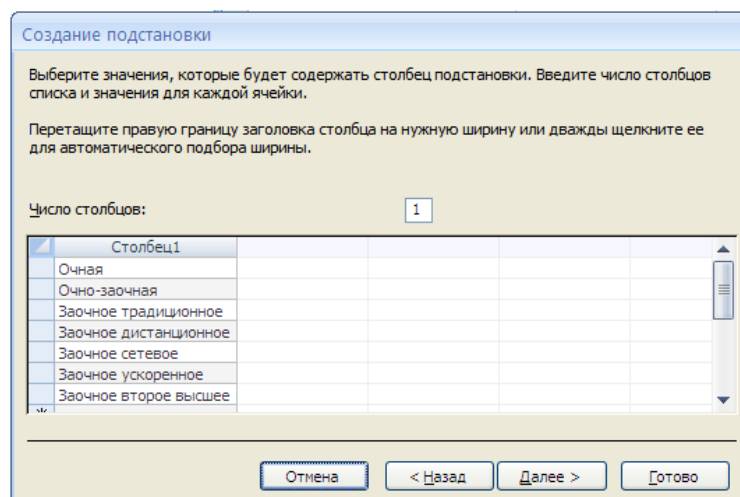 Создание подстановки
Выберите значения, которые будет содержать столбец подстановки. Введите число столбцов
списка и значения для каждой ячейки.
Перетащите правую границу заголовка столбца на нужную ширину или дважды щелкните ее
для автоматического подбора ширины.
Число столбцов: 1
Столбец1
Очная
Очно-заочная
Заочное традиционное
Заочное дистанционное
Заочное сетевое
Заочное ускоренное
Заочное второе высшее
Отмена < Назад Далее > Готово